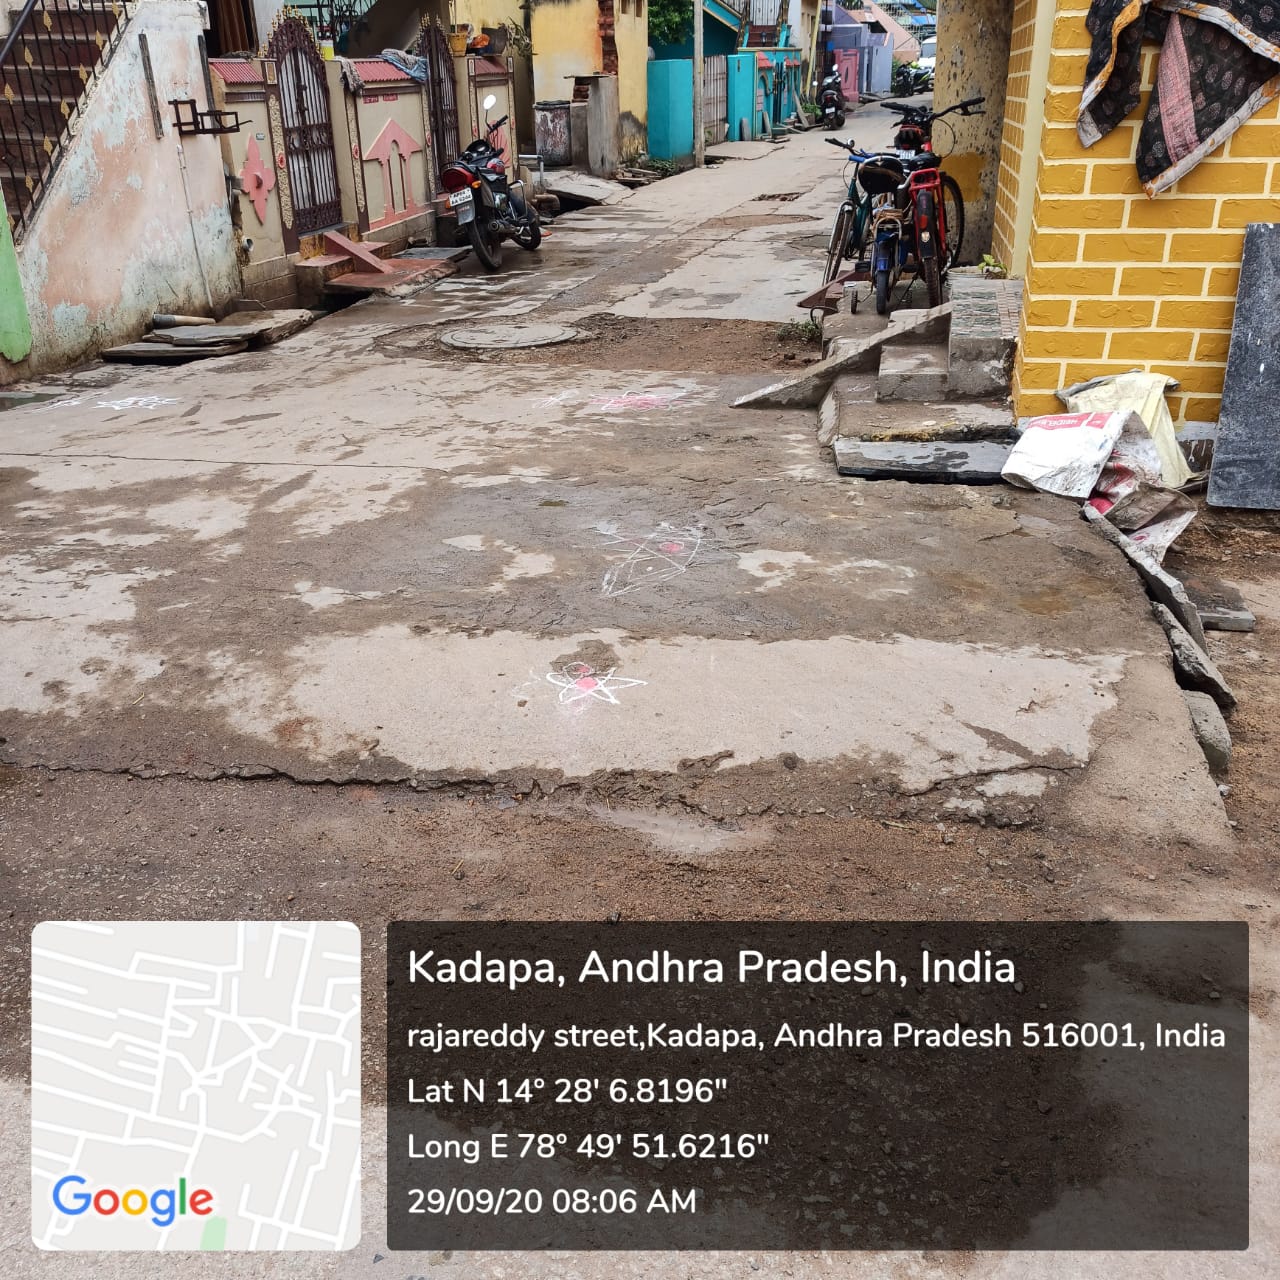 Kadapa, Andhra Pradesh, India
rajareddy street,Kadapa, Andhra Pradesh 516001, India
Lat N 14° 28' 6.8196"
Long E 78° 49' 51.6216"
29/09/20 08:06 AM
Google